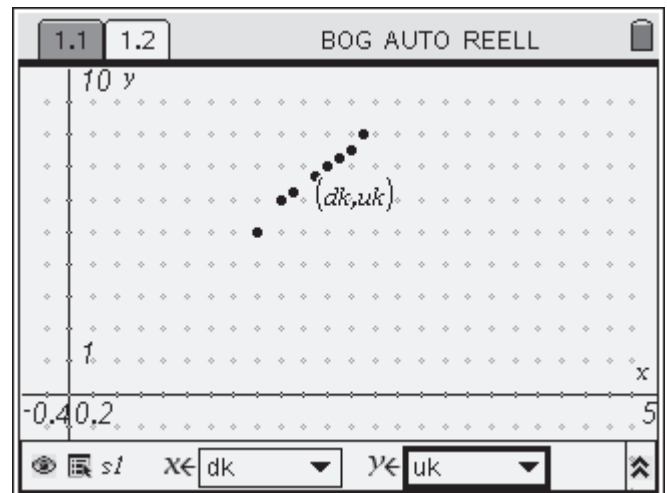 1.1 1.2 BOG AUTO REELL
10 y
(dk,uk)
1
x
-0.4 0.2 5
s1 x← dk y← uk